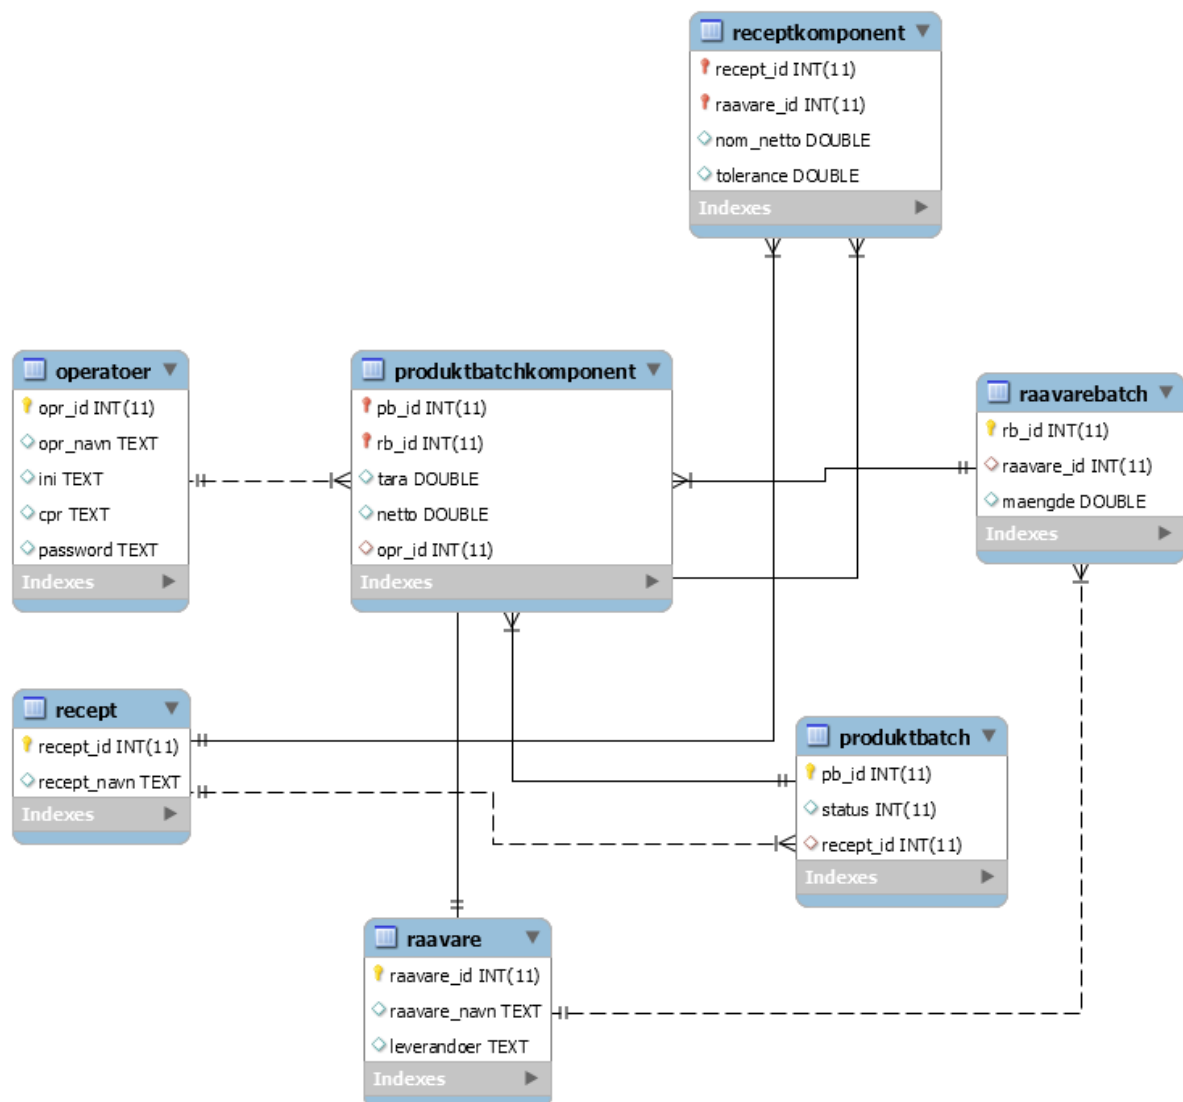 receptkomponent
recept_id INT(11)
raavare_id INT(11)
nom_netto DOUBLE
tolerance DOUBLE
Indexes
operatoer
opr_id INT(11)
opr_navn TEXT
ini TEXT
cpr TEXT
password TEXT
Indexes
produktbatchkomponent
pb_id INT(11)
rb_id INT(11)
tara DOUBLE
netto DOUBLE
opr_id INT(11)
Indexes
raavarebatch
rb_id INT(11)
raavare_id INT(11)
maengde DOUBLE
Indexes
recept
recept_id INT(11)
recept_navn TEXT
Indexes
produktbatch
pb_id INT(11)
status INT(11)
recept_id INT(11)
Indexes
raavare
raavare_id INT(11)
raavare_navn TEXT
leverandoer TEXT
Indexes